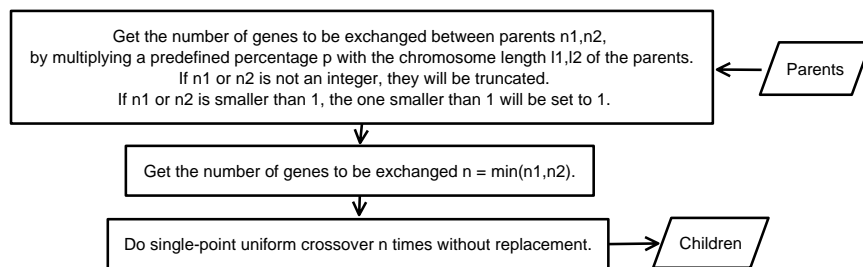 Get the number of genes to be exchanged between parents n1,n2,
by multiplying a predefined percentage p with the chromosome length l1,l2 of the parents.
If n1 or n2 is not an integer, they will be truncated.
If n1 or n2 is smaller than 1, the one smaller than 1 will be set to 1.
Parents
Get the number of genes to be exchanged n = min(n1,n2).
Do single-point uniform crossover n times without replacement.
Children